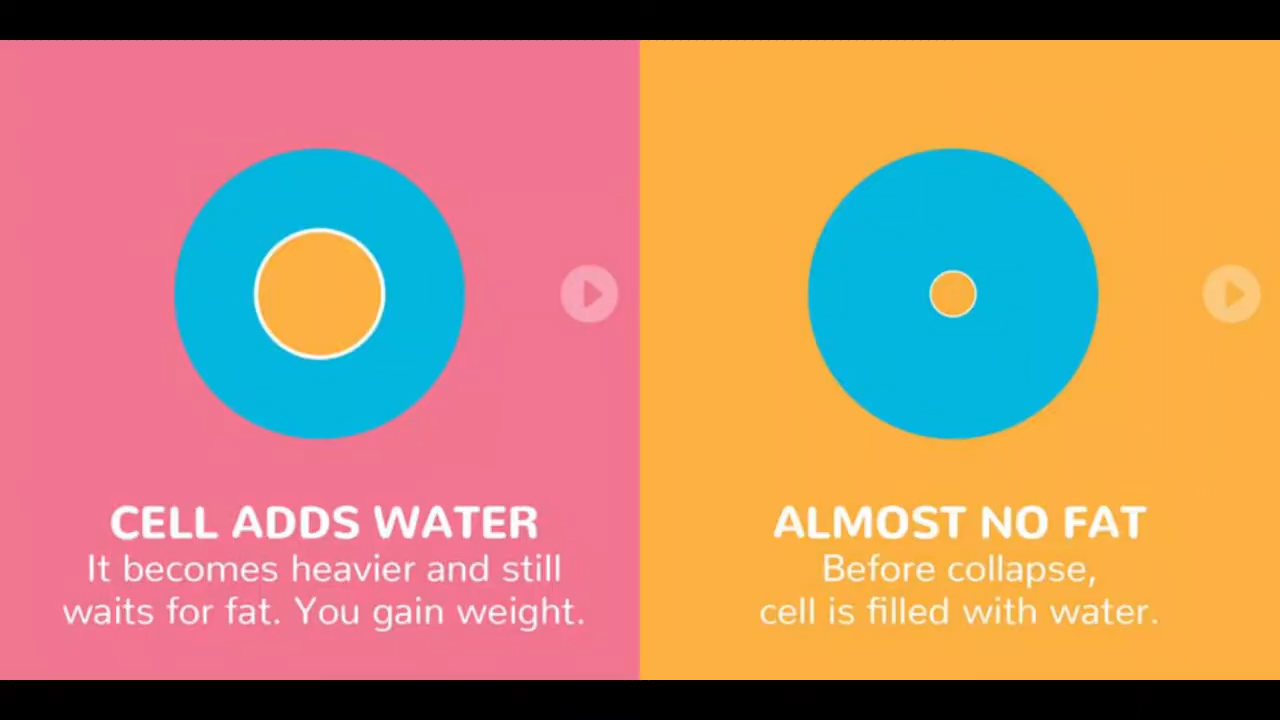 CELL ADDS WATER
It becomes heavier and still
waits for fat. You gain weight.
ALMOST NO FAT
Before collapse,
cell is filled with water.